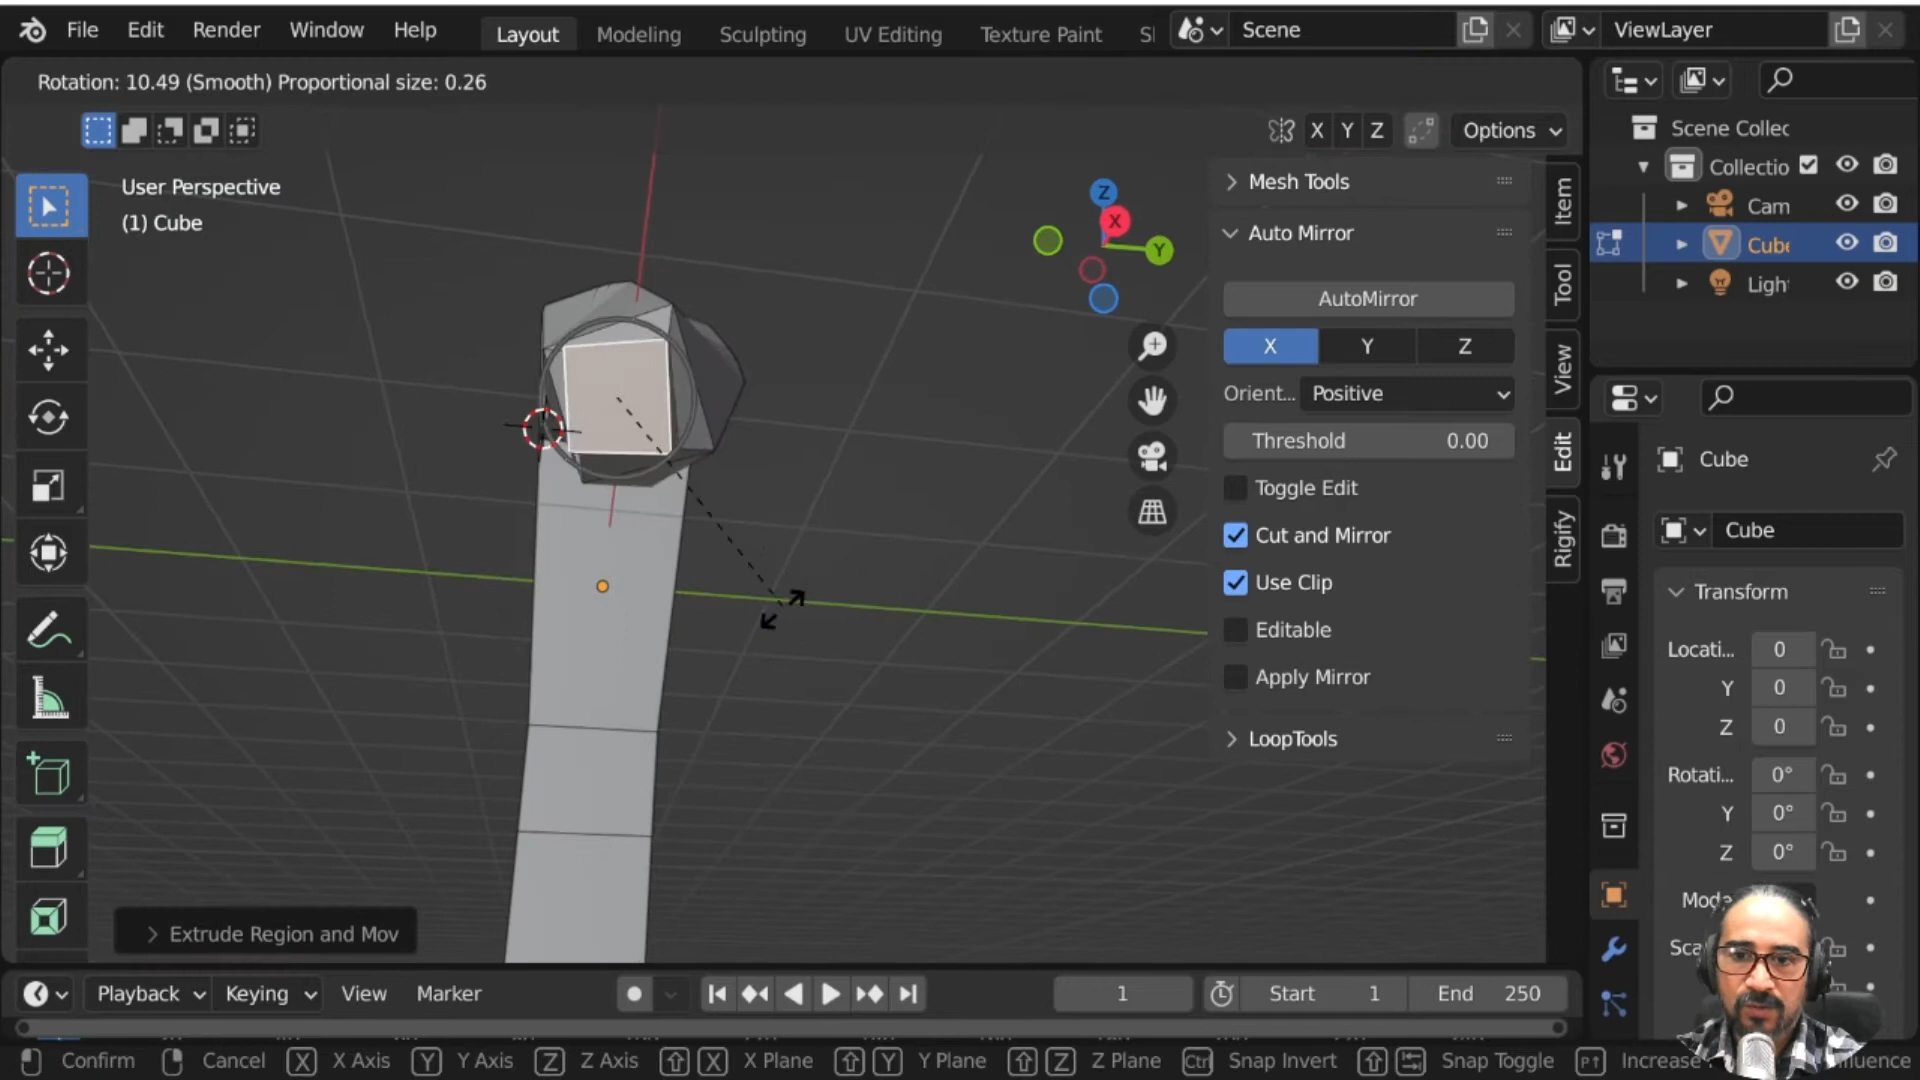 File Edit Render Window Help Layout Modeling Sculpting UV Editing Texture Paint Scene ViewLayer
Rotation: 10.49 (Smooth) Proportional size: 0.26
X Y Z Options
User Perspective
(1) Cube
Z
X
Y
Mesh Tools
Auto Mirror
AutoMirror
X Y Z
Orient... Positive
Threshold 0.00
Toggle Edit
Cut and Mirror
Use Clip
Editable
Apply Mirror
LoopTools
Item
Tool
View
Edit
Rigify
Scene Collec
Collectio
Cam
Cube
Ligh
Cube
Cube
Transform
Locati... 0
Y 0
Z 0
Rotati... 0°
Y 0°
Z 0°
Mode
Sca
Extrude Region and Mov
Playback Keying View Marker 1 Start 1 End 250
Confirm Cancel X X Axis Y Y Axis Z Z Axis X X Plane Y Y Plane Z Z Plane Ctrl Snap Invert Snap Toggle P↑ Increase